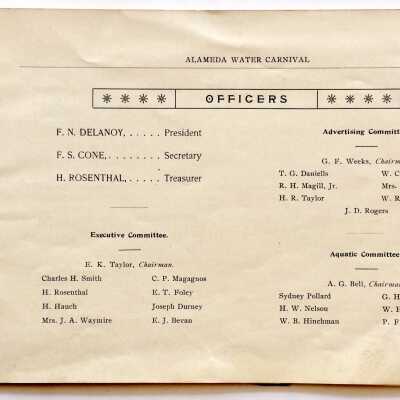 ALAMEDA WATER CARNIVAL
OFFICERS
F. N. DELANOY, . . . . . President
F. S. CONE, . . . . . . . . Secretary
H. ROSENTHAL, . . . . . Treasurer
Executive Committee.
E. K. Taylor, Chairman.
Charles H. Smith C. P. Magagnos
H. Rosenthal E. T. Foley
H. Hauch Joseph Durney
Mrs. J. A. Waymire E. J. Bevan
Advertising Committ
G. F. Weeks, Chairm
T. G. Daniells W. C
R. H. Magill, Jr. Mrs.
H. R. Taylor W. R
J. D. Rogers
Aquatic Committee
A. G. Bell, Chairman
Sydney Pollard G. H
H. W. Nelson W. H
W. B. Hinchman P. F